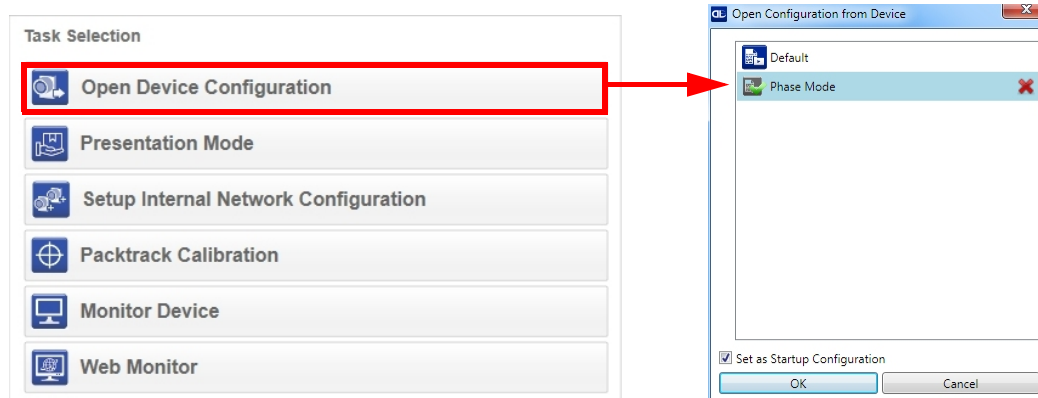 Task Selection
Open Device Configuration
Presentation Mode
Setup Internal Network Configuration
Packtrack Calibration
Monitor Device
Web Monitor
DL Open Configuration from Device
Default
Phase Mode
Set as Startup Configuration
OK Cancel